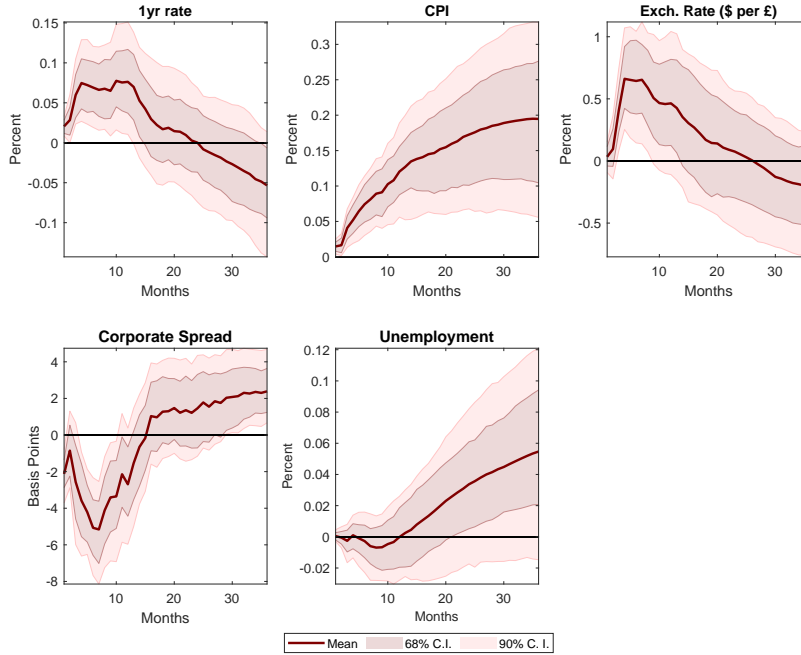 1yr rate
0.15
0.1
0.05
0
-0.05
-0.1
Percent
10 20 30
Months
CPI
0.3
0.25
0.2
0.15
0.1
0.05
0
Percent
10 20 30
Months
Exch. Rate ($ per £)
1
0.5
0
-0.5
Percent
10 20 30
Months
Corporate Spread
4
2
0
-2
-4
-6
-8
Basis Points
10 20 30
Months
Unemployment
0.12
0.1
0.08
0.06
0.04
0.02
0
-0.02
Percent
10 20 30
Months
Mean 68% C.I. 90% C. I.